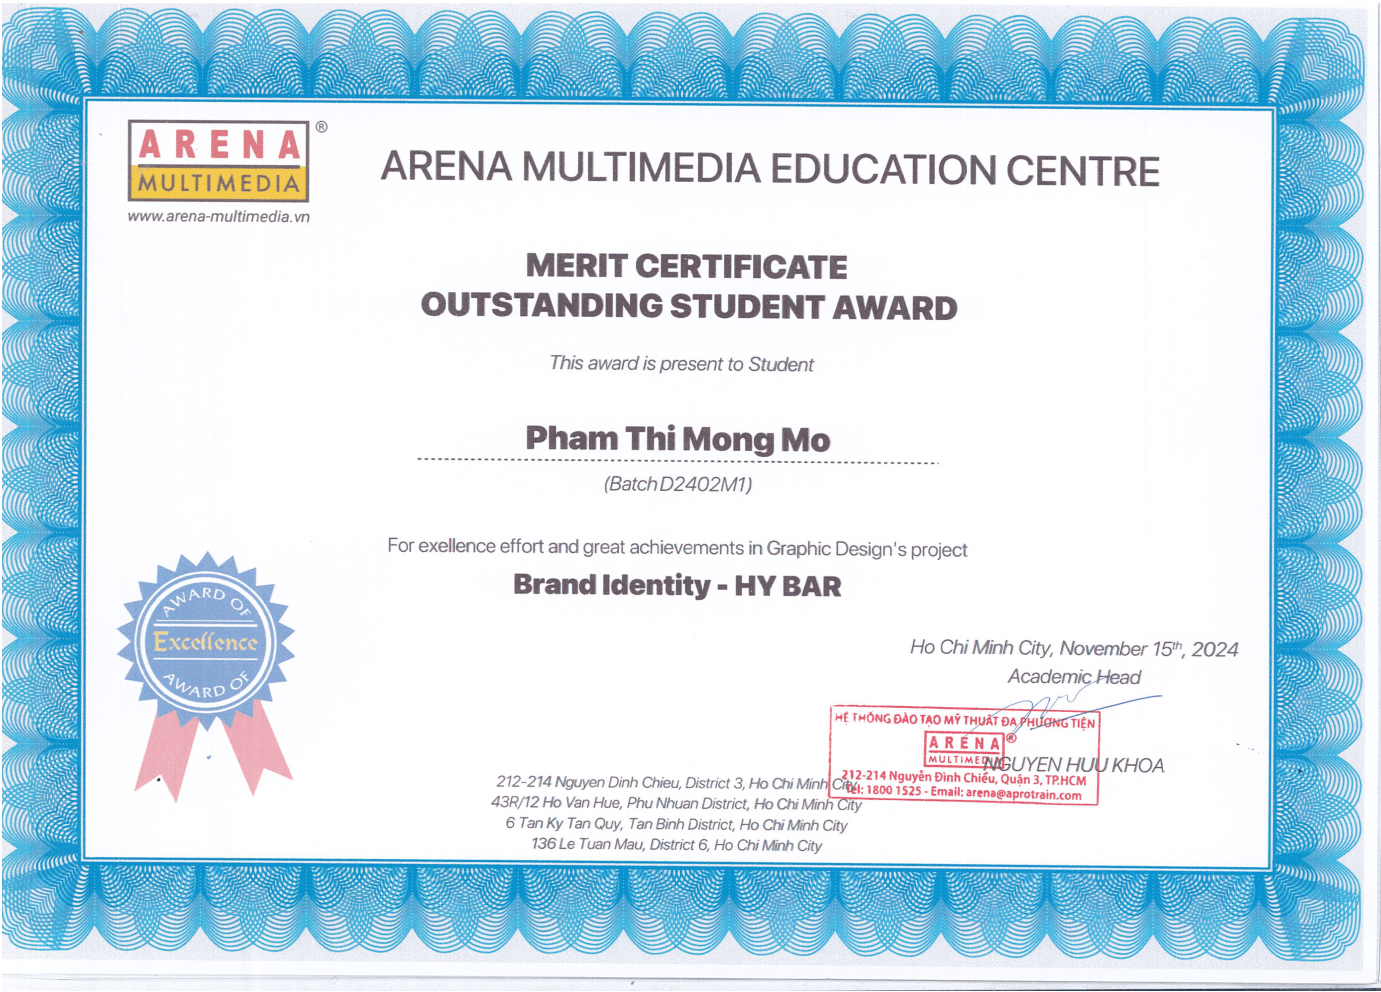 ARENA ®
MULTIMEDIA
www.arena-multimedia.vn
ARENA MULTIMEDIA EDUCATION CENTRE
MERIT CERTIFICATE
OUTSTANDING STUDENT AWARD
This award is present to Student
Pham Thi Mong Mo
(Batch D2402M1)
For exellence effort and great achievements in Graphic Design's project
Brand Identity - HY BAR
AWARD OF
Excellence
AWARD OF
Ho Chi Minh City, November 15th, 2024
Academic Head
HỆ THỐNG ĐÀO TẠO MỸ THUẬT ĐA PHƯƠNG TIỆN
ARENA ®
MULTIMEDIA
NGUYEN HUU KHOA
212-214 Nguyễn Đình Chiểu, Quận 3, TP.HCM
Tel: 1800 1525 - Email: arena@aprotrain.com
212-214 Nguyen Dinh Chieu, District 3, Ho Chi Minh City
43R/12 Ho Van Hue, Phu Nhuan District, Ho Chi Minh City
6 Tan Ky Tan Quy, Tan Binh District, Ho Chi Minh City
136 Le Tuan Mau, District 6, Ho Chi Minh City